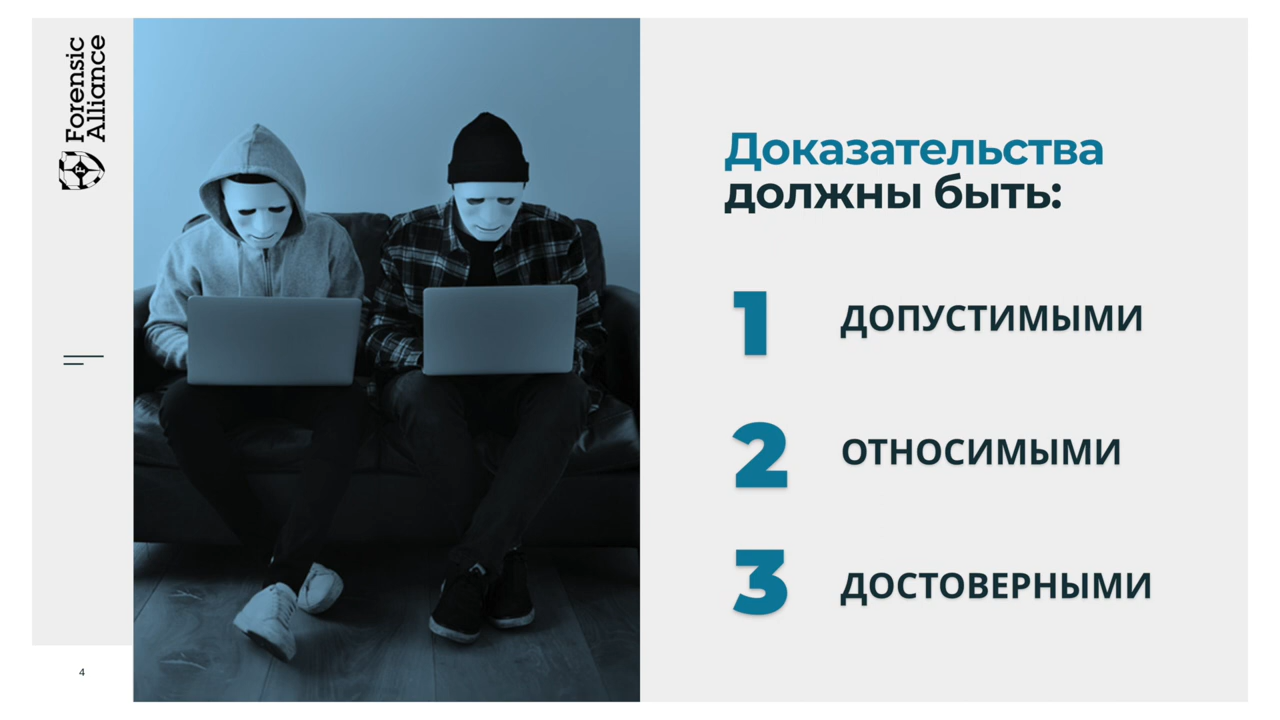 Forensic
Alliance
F
Доказательства
должны быть:
1 ДОПУСТИМЫМИ
2 ОТНОСИМЫМИ
3 ДОСТОВЕРНЫМИ
4